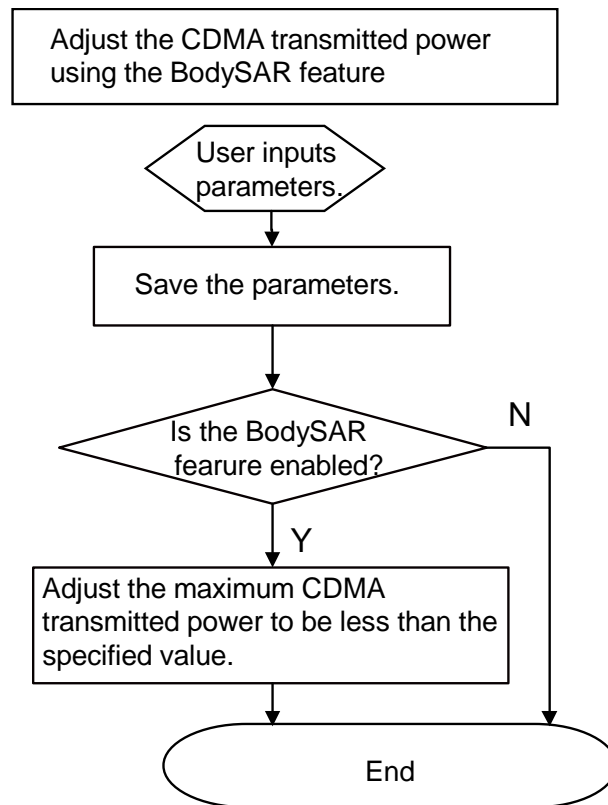 Adjust the CDMA transmitted power
using the BodySAR feature
User inputs
parameters.
Save the parameters.
Is the BodySAR
fearure enabled?
N
Y
Adjust the maximum CDMA
transmitted power to be less than the
specified value.
End